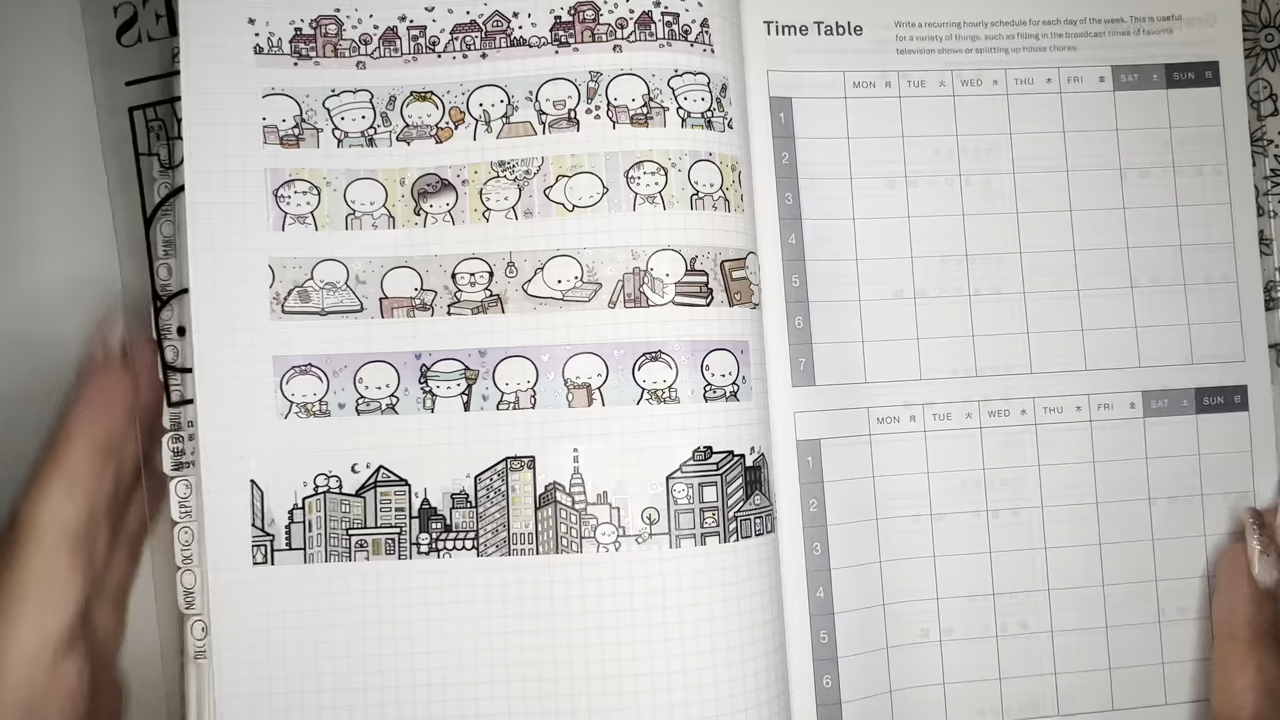 Time Table
Write a recurring hourly schedule for each day of the week. This is useful
for a variety of things, such as filling in the broadcast times of favorite
television shows or splitting up house chores.
MON 月 TUE 火 WED 水 THU 木 FRI 金 SAT 土 SUN 日
1
2
3
4
5
6
7
MON 月 TUE 火 WED 水 THU 木 FRI 金 SAT 土 SUN 日
1
2
3
4
5
6
MAR
APR
MAY
SEPT
OCT
NOV
DEC